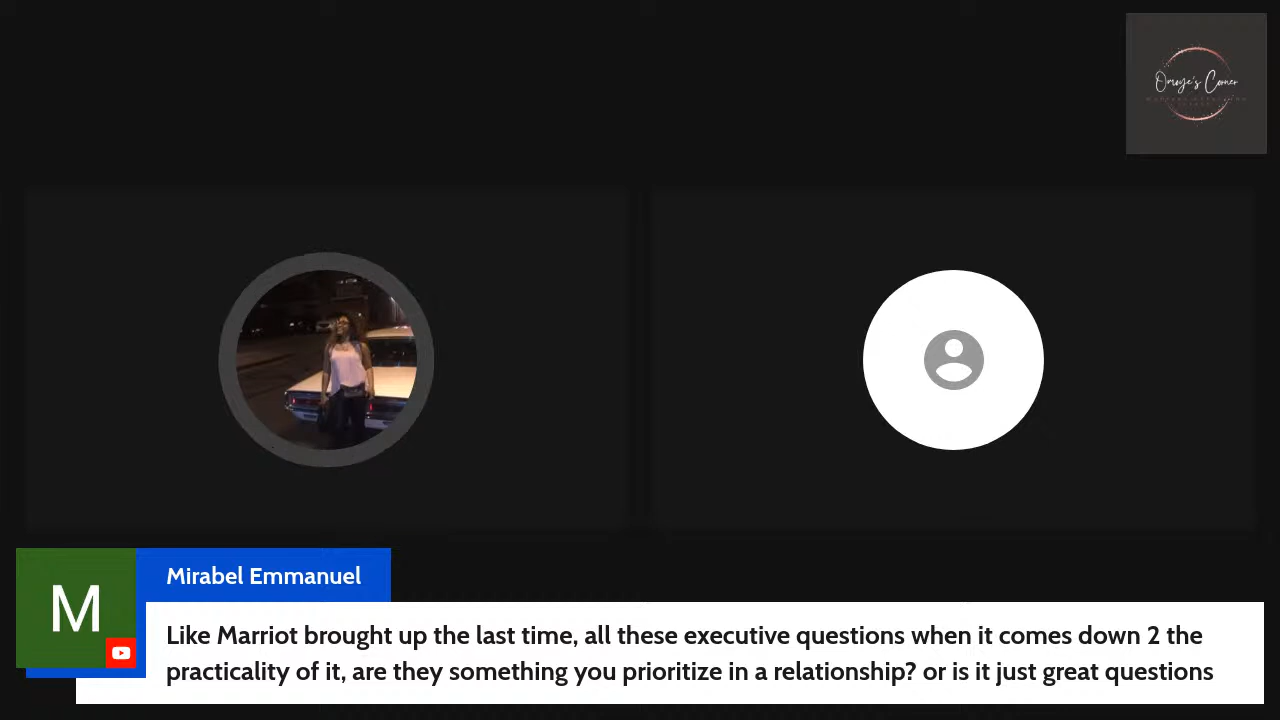 Oaroye's Corner
Mirabel Emmanuel
M
Like Marriot brought up the last time, all these executive questions when it comes down 2 the
practicality of it, are they something you prioritize in a relationship? or is it just great questions